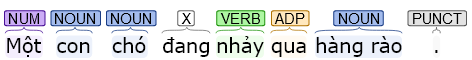 NUM NOUN NOUN X VERB ADP NOUN PUNCT
Một con chó đang nhảy qua hàng rào .